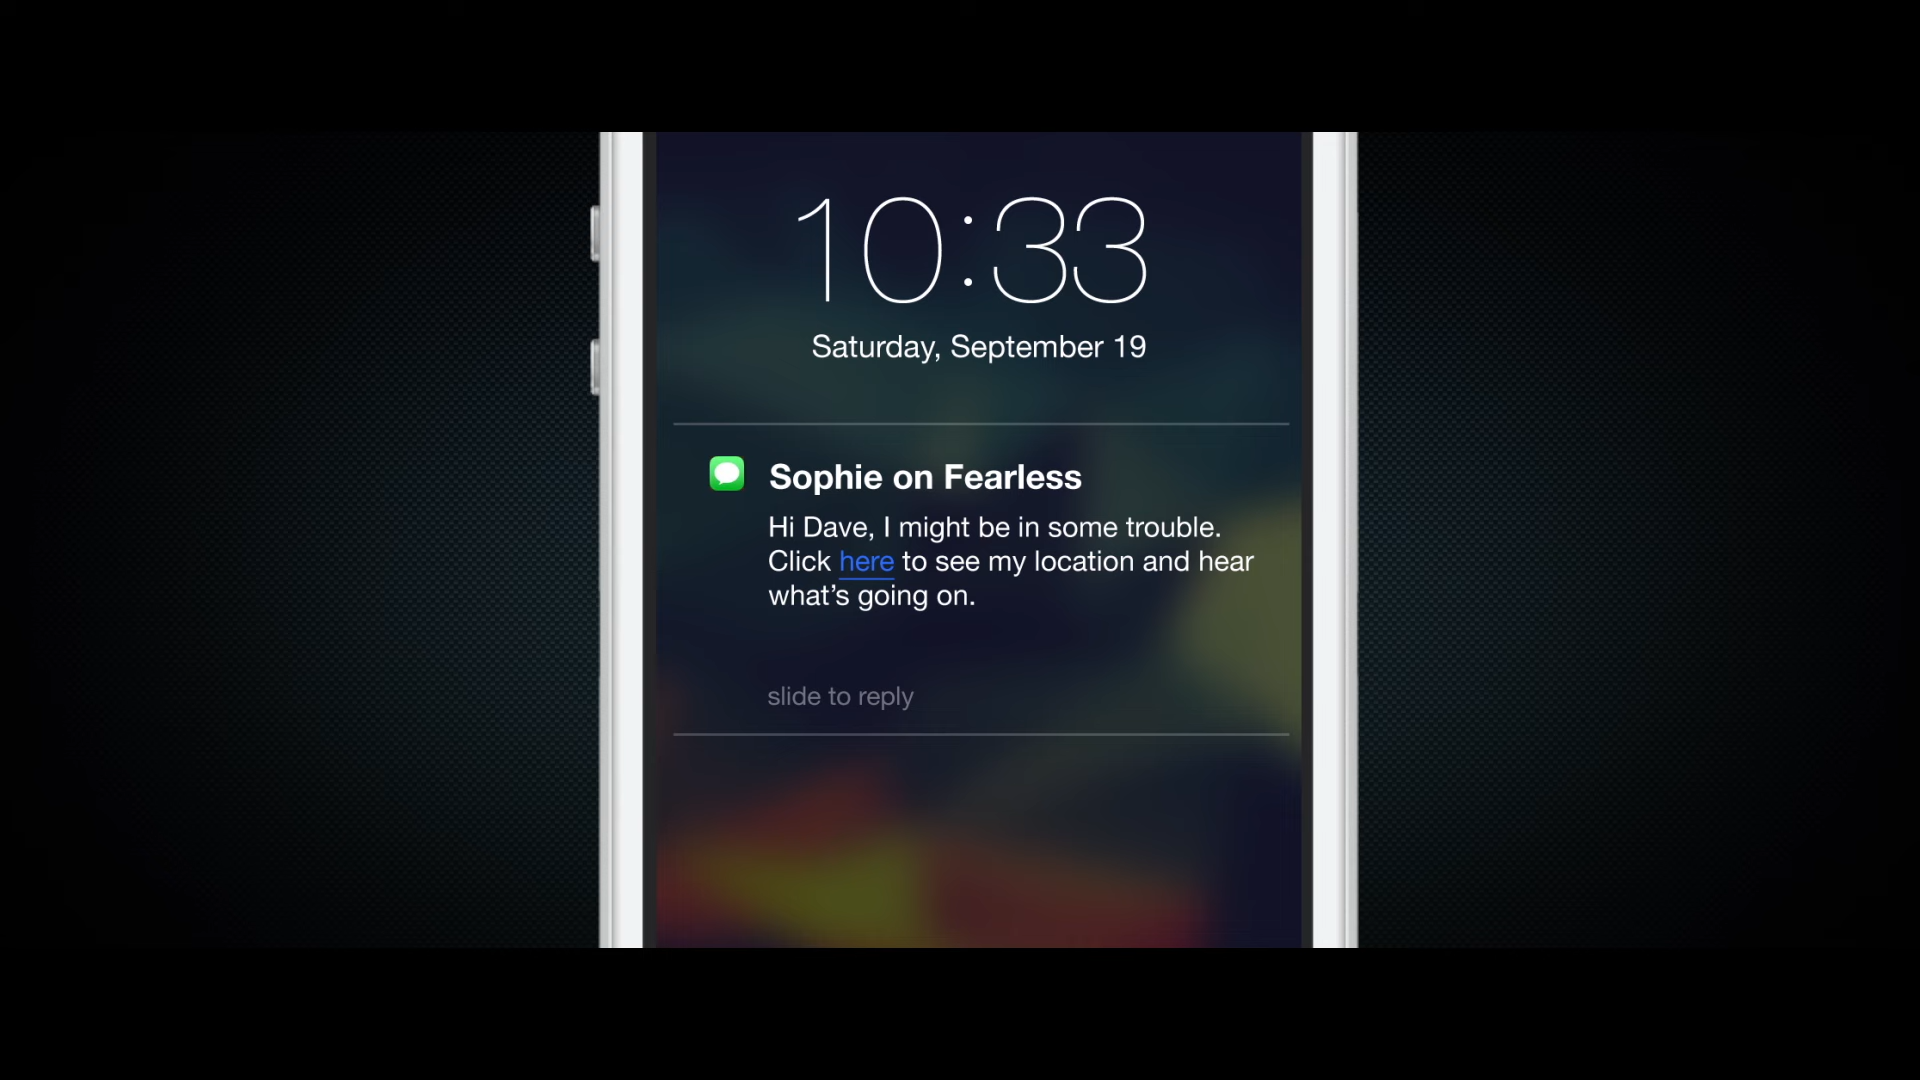 10:33
Saturday, September 19
Sophie on Fearless
Hi Dave, I might be in some trouble.
Click here to see my location and hear
what’s going on.
slide to reply